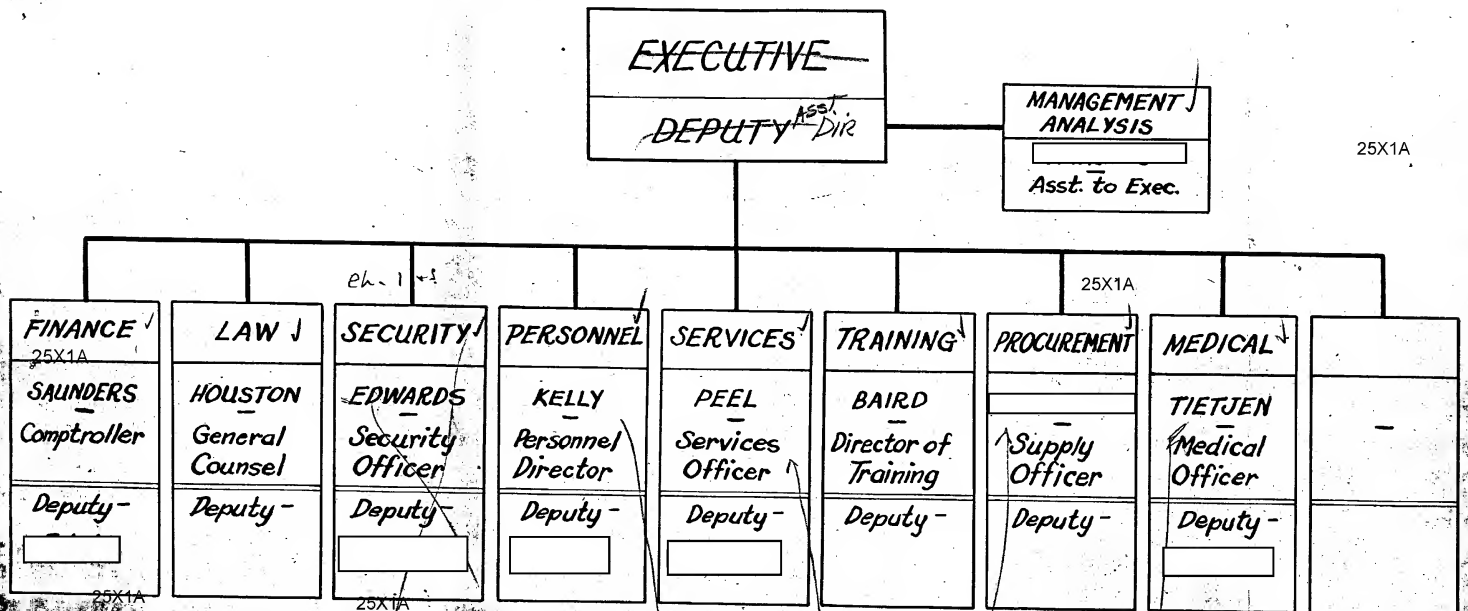 EXECUTIVE
DEPUTY ASST. DIR
MANAGEMENT
ANALYSIS
Asst. to Exec.
25X1A
25X1A
FINANCE
25X1A
SAUNDERS
–
Comptroller
Deputy –
25X1A
LAW
HOUSTON
–
General
Counsel
Deputy –
SECURITY
EDWARDS
–
Security
Officer
Deputy –
25X1A
PERSONNEL
KELLY
–
Personnel
Director
Deputy –
SERVICES
PEEL
–
Services
Officer
Deputy –
TRAINING
BAIRD
–
Director of
Training
Deputy –
PROCUREMENT
–
Supply
Officer
Deputy –
MEDICAL
TIETJEN
–
Medical
Officer
Deputy –
–